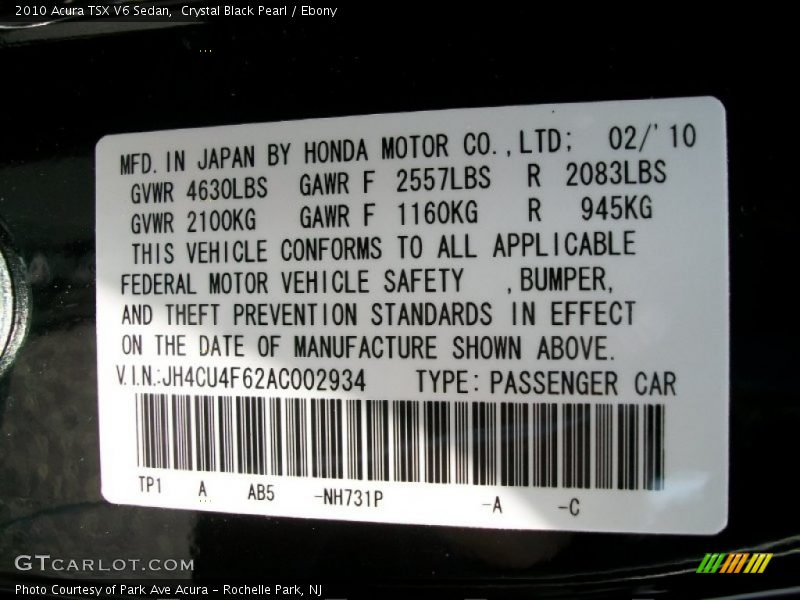 2010 Acura TSX V6 Sedan,  Crystal Black Pearl / Ebony
...
MFD. IN JAPAN BY HONDA MOTOR CO.,LTD; 02/'10
GVWR 4630LBS GAWR F 2557LBS R 2083LBS
GVWR 2100KG GAWR F 1160KG R 945KG
THIS VEHICLE CONFORMS TO ALL APPLICABLE
FEDERAL MOTOR VEHICLE SAFETY ,BUMPER,
AND THEFT PREVENTION STANDARDS IN EFFECT
ON THE DATE OF MANUFACTURE SHOWN ABOVE.
V.I.N.:JH4CU4F62AC002934 TYPE: PASSENGER CAR
TP1 A AB5 -NH731P -A -C
GTCARLOT.COM
Photo Courtesy of Park Ave Acura - Rochelle Park, NJ